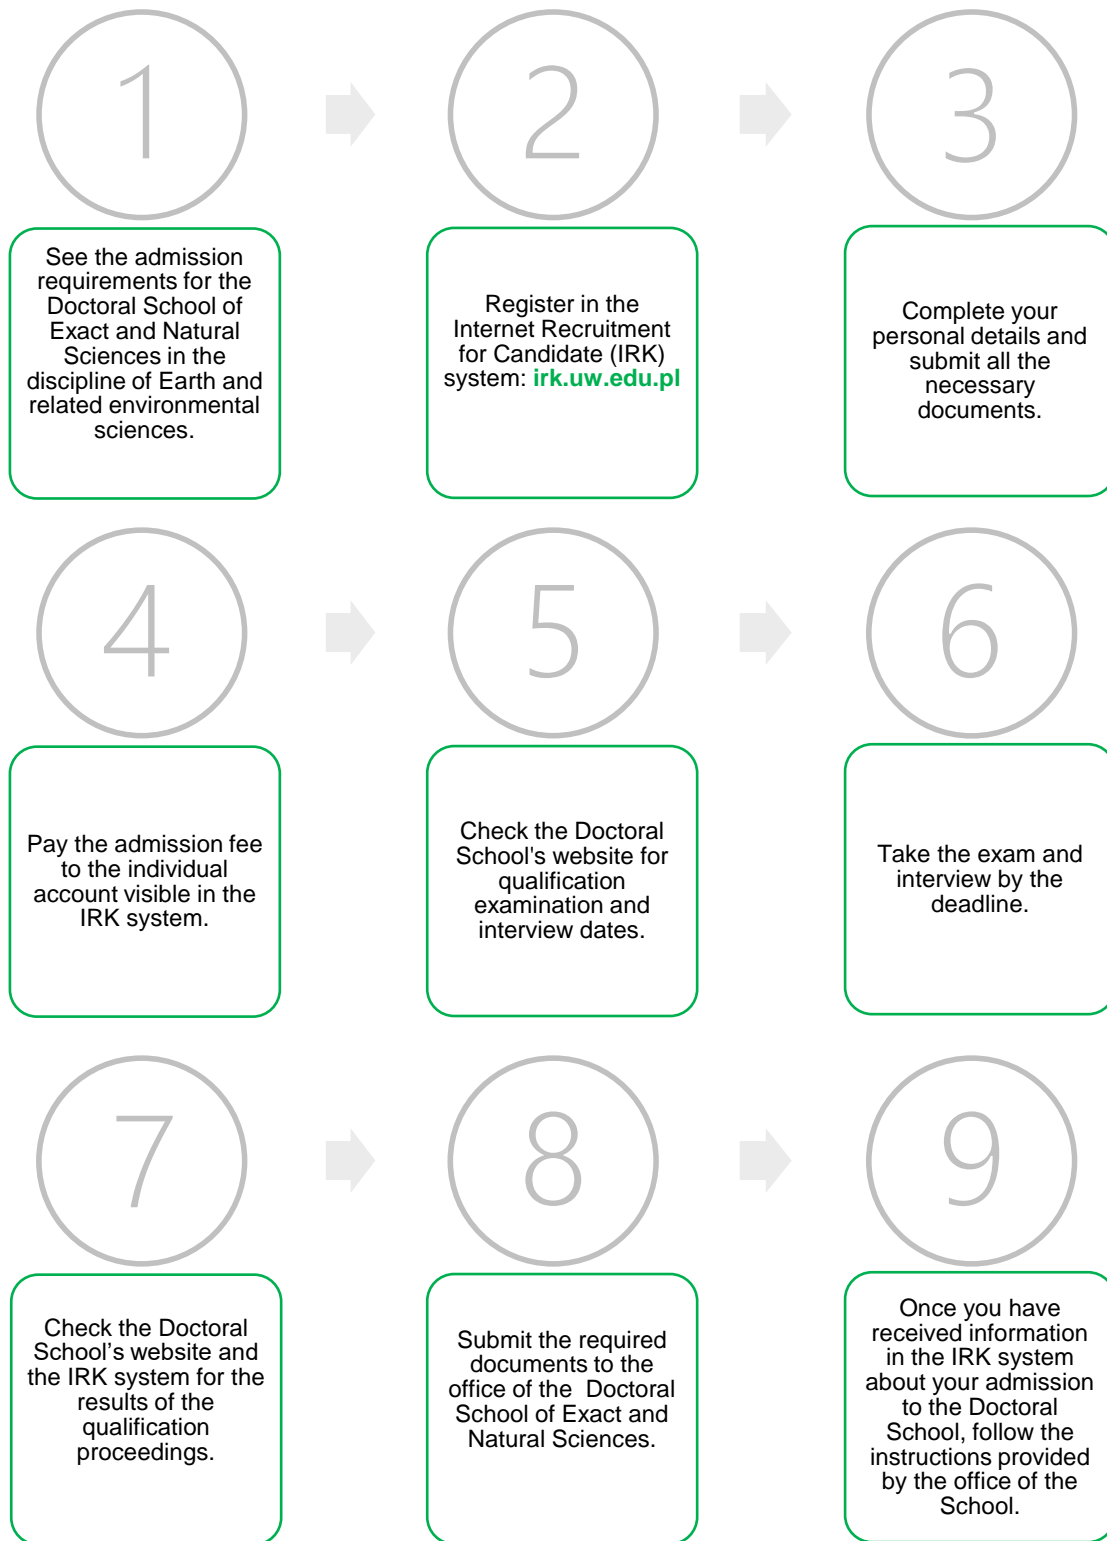 1
See the admission
requirements for the
Doctoral School of
Exact and Natural
Sciences in the
discipline of Earth and
related environmental
sciences.
2
Register in the
Internet Recruitment
for Candidate (IRK)
system: irk.uw.edu.pl
3
Complete your
personal details and
submit all the
necessary
documents.
4
Pay the admission fee
to the individual
account visible in the
IRK system.
5
Check the Doctoral
School's website for
qualification
examination and
interview dates.
6
Take the exam and
interview by the
deadline.
7
Check the Doctoral
School’s website and
the IRK system for the
results of the
qualification
proceedings.
8
Submit the required
documents to the
office of the  Doctoral
School of Exact and
Natural Sciences.
9
Once you have
received information
in the IRK system
about your admission
to the Doctoral
School, follow the
instructions provided
by the office of the
School.